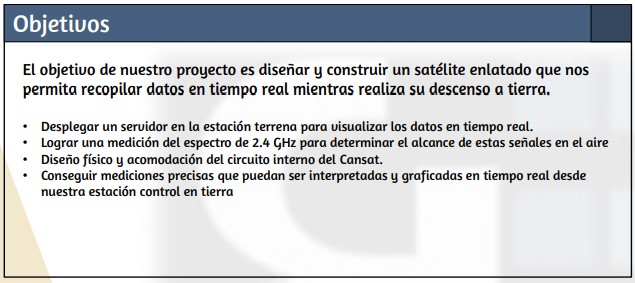 Objetivos
El objetivo de nuestro proyecto es diseñar y construir un satélite enlatado que nos
permita recopilar datos en tiempo real mientras realiza su descenso a tierra.
• Desplegar un servidor en la estación terrena para visualizar los datos en tiempo real.
• Lograr una medición del espectro de 2.4 GHz para determinar el alcance de estas señales en el aire
• Diseño físico y acomodación del circuito interno del Cansat.
• Conseguir mediciones precisas que puedan ser interpretadas y graficadas en tiempo real desde
nuestra estación control en tierra